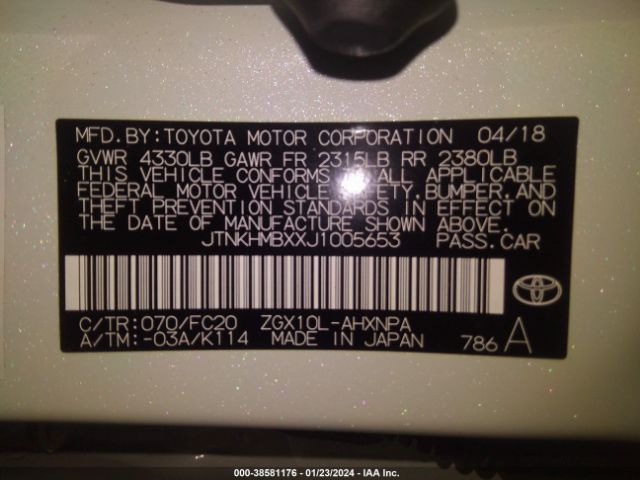 MFD.BY:TOYOTA MOTOR CORPORATION 04/18
GVWR 4330LB GAWR FR 2315LB RR 2380LB
THIS VEHICLE CONFORMS TO ALL APPLICABLE
FEDERAL MOTOR VEHICLE SAFETY,BUMPER,AND
THEFT PREVENTION STANDARDS IN EFFECT ON
THE DATE OF MANUFACTURE SHOWN ABOVE.
JTNKHMBXXJ1005653 PASS.CAR
C/TR:070/FC20 ZGX10L-AHXNPA
A/TM:-03A/K114 MADE IN JAPAN 786 A
000-38581176 - 01/23/2024 - IAA Inc.